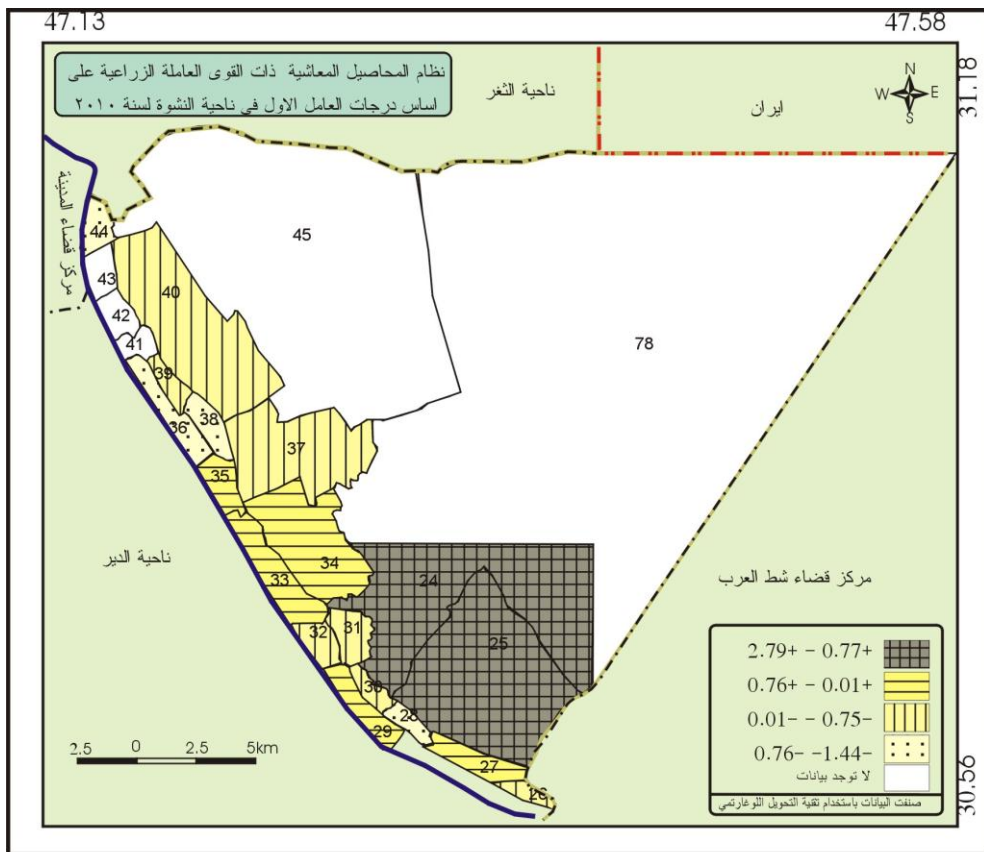 47.13
47.58
نظام المحاصيل المعاشية ذات القوى العاملة الزراعية على
اساس درجات العامل الاول في ناحية النشوة لسنة ٢٠١٠
ناحية الثغر
ايران
N
W E
S
31.18
مركز قضاء المدينة
44
45
43
40
42
41
78
39
36
38
37
35
ناحية الدير
34
24
33
مركز قضاء شط العرب
32
31
25
30
28
29
27
26
2.79+ - 0.77+
0.76+ - 0.01+
0.01- - 0.75-
0.76- -1.44-
لا توجد بيانات
صنفت البيانات باستخدام تقنية التحويل اللوغارتمي
2.5 0 2.5 5km
30.56